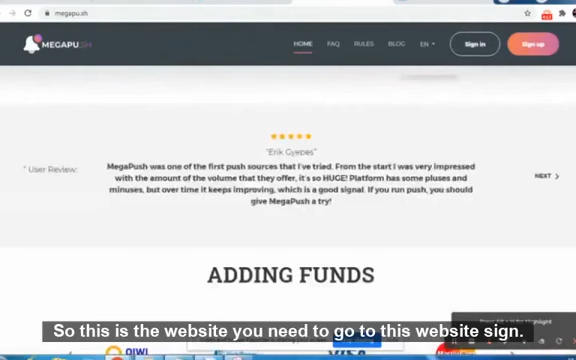 megapu.sh
MEGAPU.SH
HOME
FAQ
RULES
BLOG
EN
Sign in
Sign up
"Erik Gyepes"
" User Review:
MegaPush was one of the first push sources that I've tried. From the start I was very impressed
with the amount of the volume that they offer, it's so HUGE! Platform has some pluses and
minuses, but over time it keeps improving, which is a good signal. If you run push, you should
give MegaPush a try!
NEXT
ADDING FUNDS
So this is the website you need to go to this website sign.
QIWI
VISA